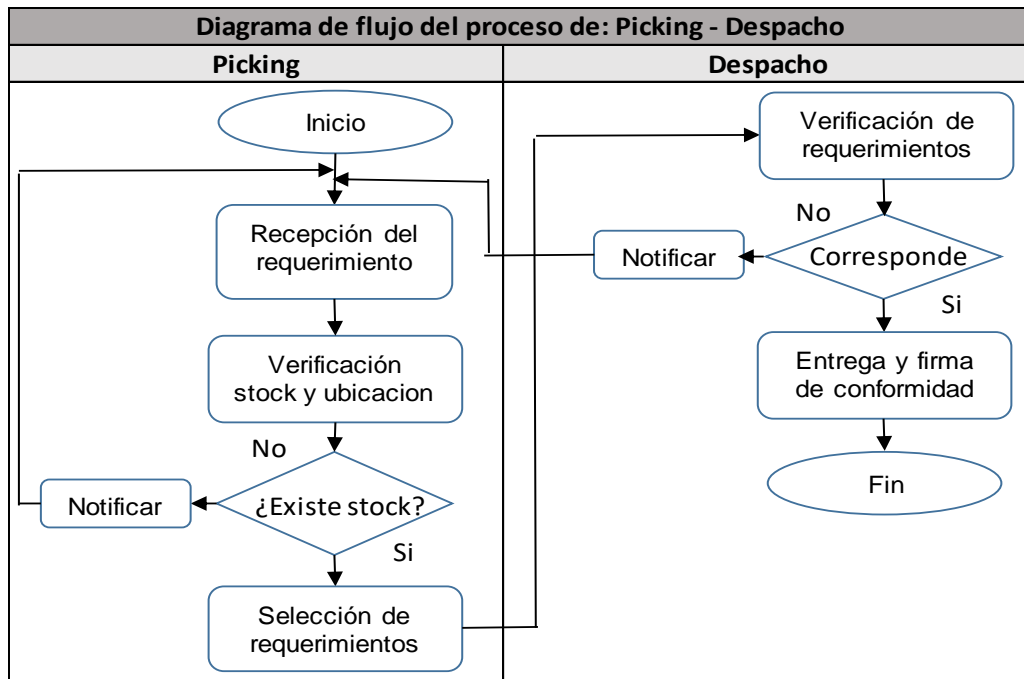 Diagrama de flujo del proceso de: Picking - Despacho
Picking
Despacho
Inicio
Recepción del
requerimiento
Verificación
stock y ubicacion
No
¿Existe stock?
Notificar
Si
Selección de
requerimientos
Verificación de
requerimientos
No
Corresponde
Notificar
Si
Entrega y firma
de conformidad
Fin